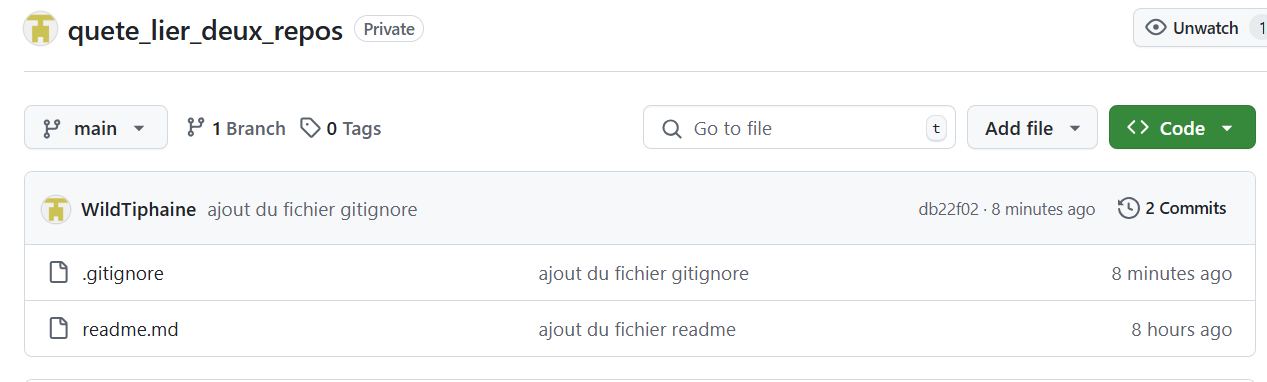 quete_lier_deux_repos Private Unwatch 1
main 1 Branch 0 Tags Go to file t Add file Code
WildTiphaine ajout du fichier gitignore db22f02 · 8 minutes ago 2 Commits
.gitignore ajout du fichier gitignore 8 minutes ago
readme.md ajout du fichier readme 8 hours ago